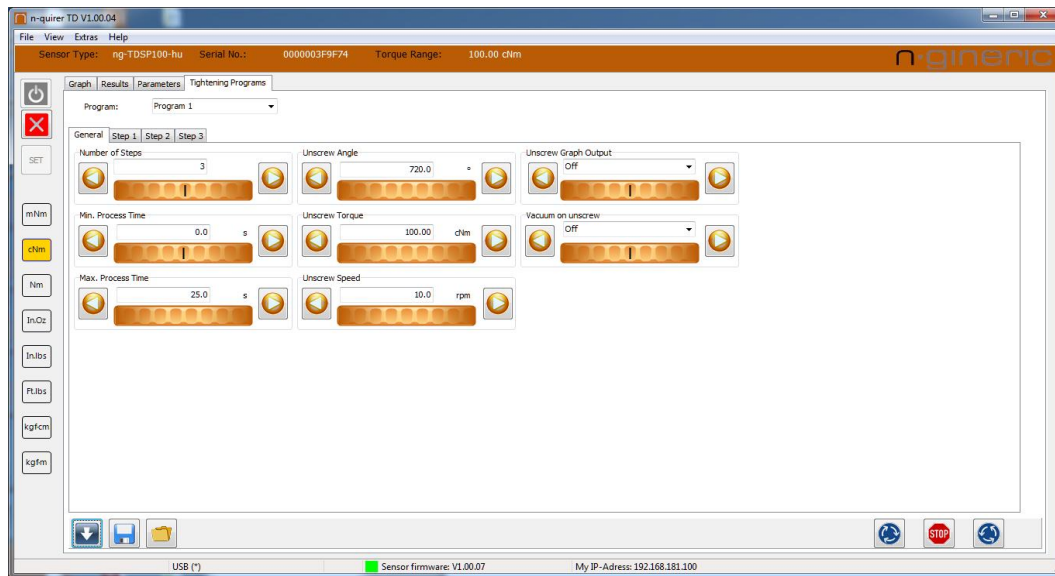 n-quirer TD V1.00.04
File View Extras Help
Sensor Type: ng-TDSP100-hu Serial No.: 0000003F9F74 Torque Range: 100.00 cNm
n-gineric
Graph Results Parameters Tightening Programs
Program: Program 1
General Step 1 Step 2 Step 3
SET
mNm
cNm
Nm
In.Oz
In.lbs
Ft.lbs
kgfcm
kgfm
Number of Steps
3
Unscrew Angle
720.0 °
Unscrew Graph Output
Off
Min. Process Time
0.0 s
Unscrew Torque
100.00 cNm
Vacuum on unscrew
Off
Max. Process Time
25.0 s
Unscrew Speed
10.0 rpm
STOP
USB (*) Sensor firmware: V1.00.07 My IP-Adress: 192.168.181.100